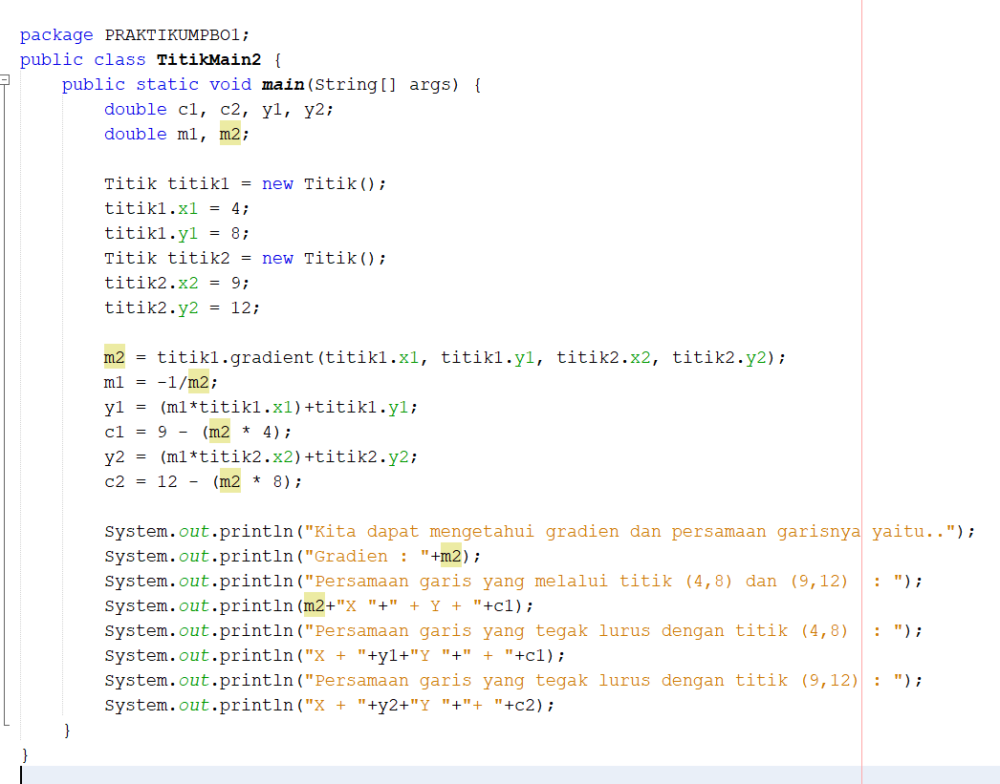 package PRAKTIKUMPBO1;
public class TitikMain2 {
    public static void main(String[] args) {
        double c1, c2, y1, y2;
        double m1, m2;

        Titik titik1 = new Titik();
        titik1.x1 = 4;
        titik1.y1 = 8;
        Titik titik2 = new Titik();
        titik2.x2 = 9;
        titik2.y2 = 12;

        m2 = titik1.gradient(titik1.x1, titik1.y1, titik2.x2, titik2.y2);
        m1 = -1/m2;
        y1 = (m1*titik1.x1)+titik1.y1;
        c1 = 9 - (m2 * 4);
        y2 = (m1*titik2.x2)+titik2.y2;
        c2 = 12 - (m2 * 8);

        System.out.println("Kita dapat mengetahui gradien dan persamaan garisnya yaitu..");
        System.out.println("Gradien : "+m2);
        System.out.println("Persamaan garis yang melalui titik (4,8) dan (9,12)  : ");
        System.out.println(m2+"X "+" + Y + "+c1);
        System.out.println("Persamaan garis yang tegak lurus dengan titik (4,8)  : ");
        System.out.println("X + "+y1+"Y "+" + "+c1);
        System.out.println("Persamaan garis yang tegak lurus dengan titik (9,12) : ");
        System.out.println("X + "+y2+"Y "+"+ "+c2);
    }
}